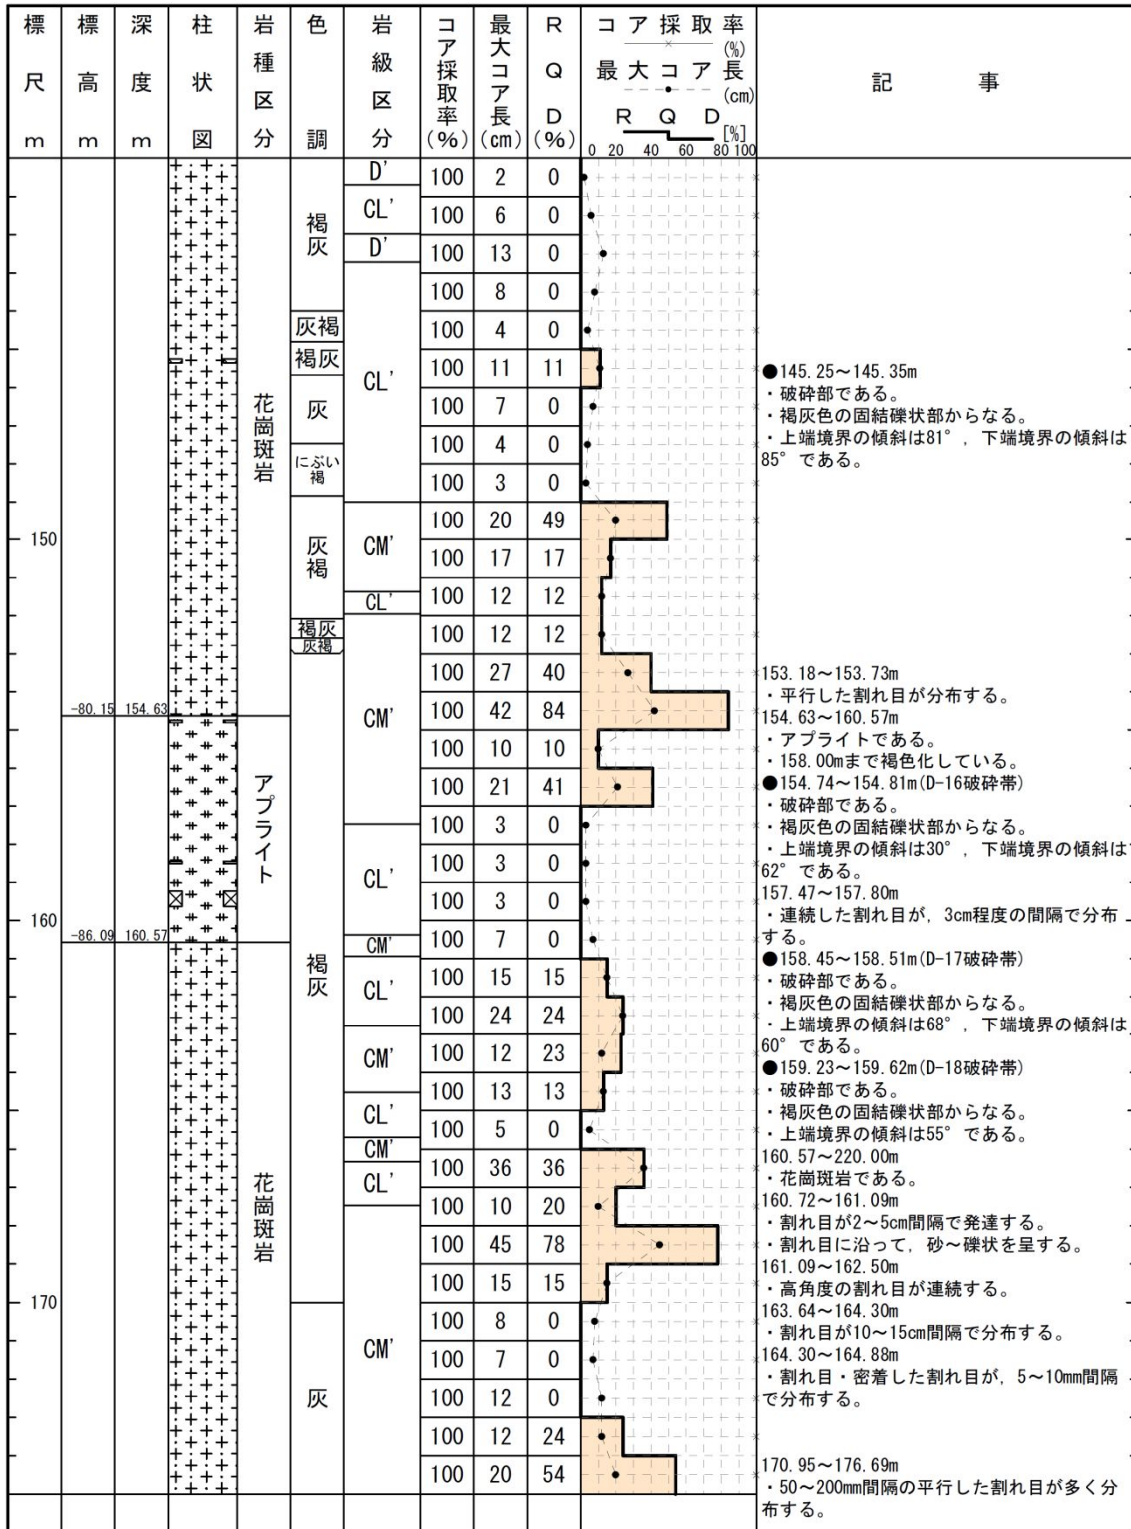 標尺m
標高m
深度m
柱状図
岩種区分
色調
岩級区分
コア採取率(%)
最大コア長(cm)
RQD(%)
コア採取率
(%)
最大コア長
(cm)
R Q D
[%]
0 20 40 60 80 100
記 事
150
160
170
-80.15 154.63
-86.09 160.57
花崗斑岩
アプライト
花崗斑岩
褐灰
灰褐
褐灰
灰
にぶい
褐
灰褐
褐灰
灰褐
褐灰
灰
D'
CL'
D'
CL'
CM'
CL'
CM'
CL'
CM'
CL'
CM'
CL'
CM'
CL'
CM'
100 2 0
100 6 0
100 13 0
100 8 0
100 4 0
100 11 11
100 7 0
100 4 0
100 3 0
100 20 49
100 17 17
100 12 12
100 12 12
100 27 40
100 42 84
100 10 10
100 21 41
100 3 0
100 3 0
100 3 0
100 7 0
100 15 15
100 24 24
100 12 23
100 13 13
100 5 0
100 36 36
100 10 20
100 45 78
100 15 15
100 8 0
100 7 0
100 12 0
100 12 24
100 20 54
●145.25～145.35m
・破砕部である。
・褐灰色の固結礫状部からなる。
・上端境界の傾斜は81°，下端境界の傾斜は
85°である。
153.18～153.73m
・平行した割れ目が分布する。
154.63～160.57m
・アプライトである。
・158.00mまで褐色化している。
●154.74～154.81m(D-16破砕帯)
・破砕部である。
・褐灰色の固結礫状部からなる。
・上端境界の傾斜は30°，下端境界の傾斜は
62°である。
157.47～157.80m
・連続した割れ目が，3cm程度の間隔で分布
する。
●158.45～158.51m(D-17破砕帯)
・破砕部である。
・褐灰色の固結礫状部からなる。
・上端境界の傾斜は68°，下端境界の傾斜は
60°である。
●159.23～159.62m(D-18破砕帯)
・破砕部である。
・褐灰色の固結礫状部からなる。
・上端境界の傾斜は55°である。
160.57～220.00m
・花崗斑岩である。
160.72～161.09m
・割れ目が2～5cm間隔で発達する。
・割れ目に沿って，砂～礫状を呈する。
161.09～162.50m
・高角度の割れ目が連続する。
163.64～164.30m
・割れ目が10～15cm間隔で分布する。
164.30～164.88m
・割れ目・密着した割れ目が，5～10mm間隔
で分布する。
170.95～176.69m
・50～200mm間隔の平行した割れ目が多く分
布する。